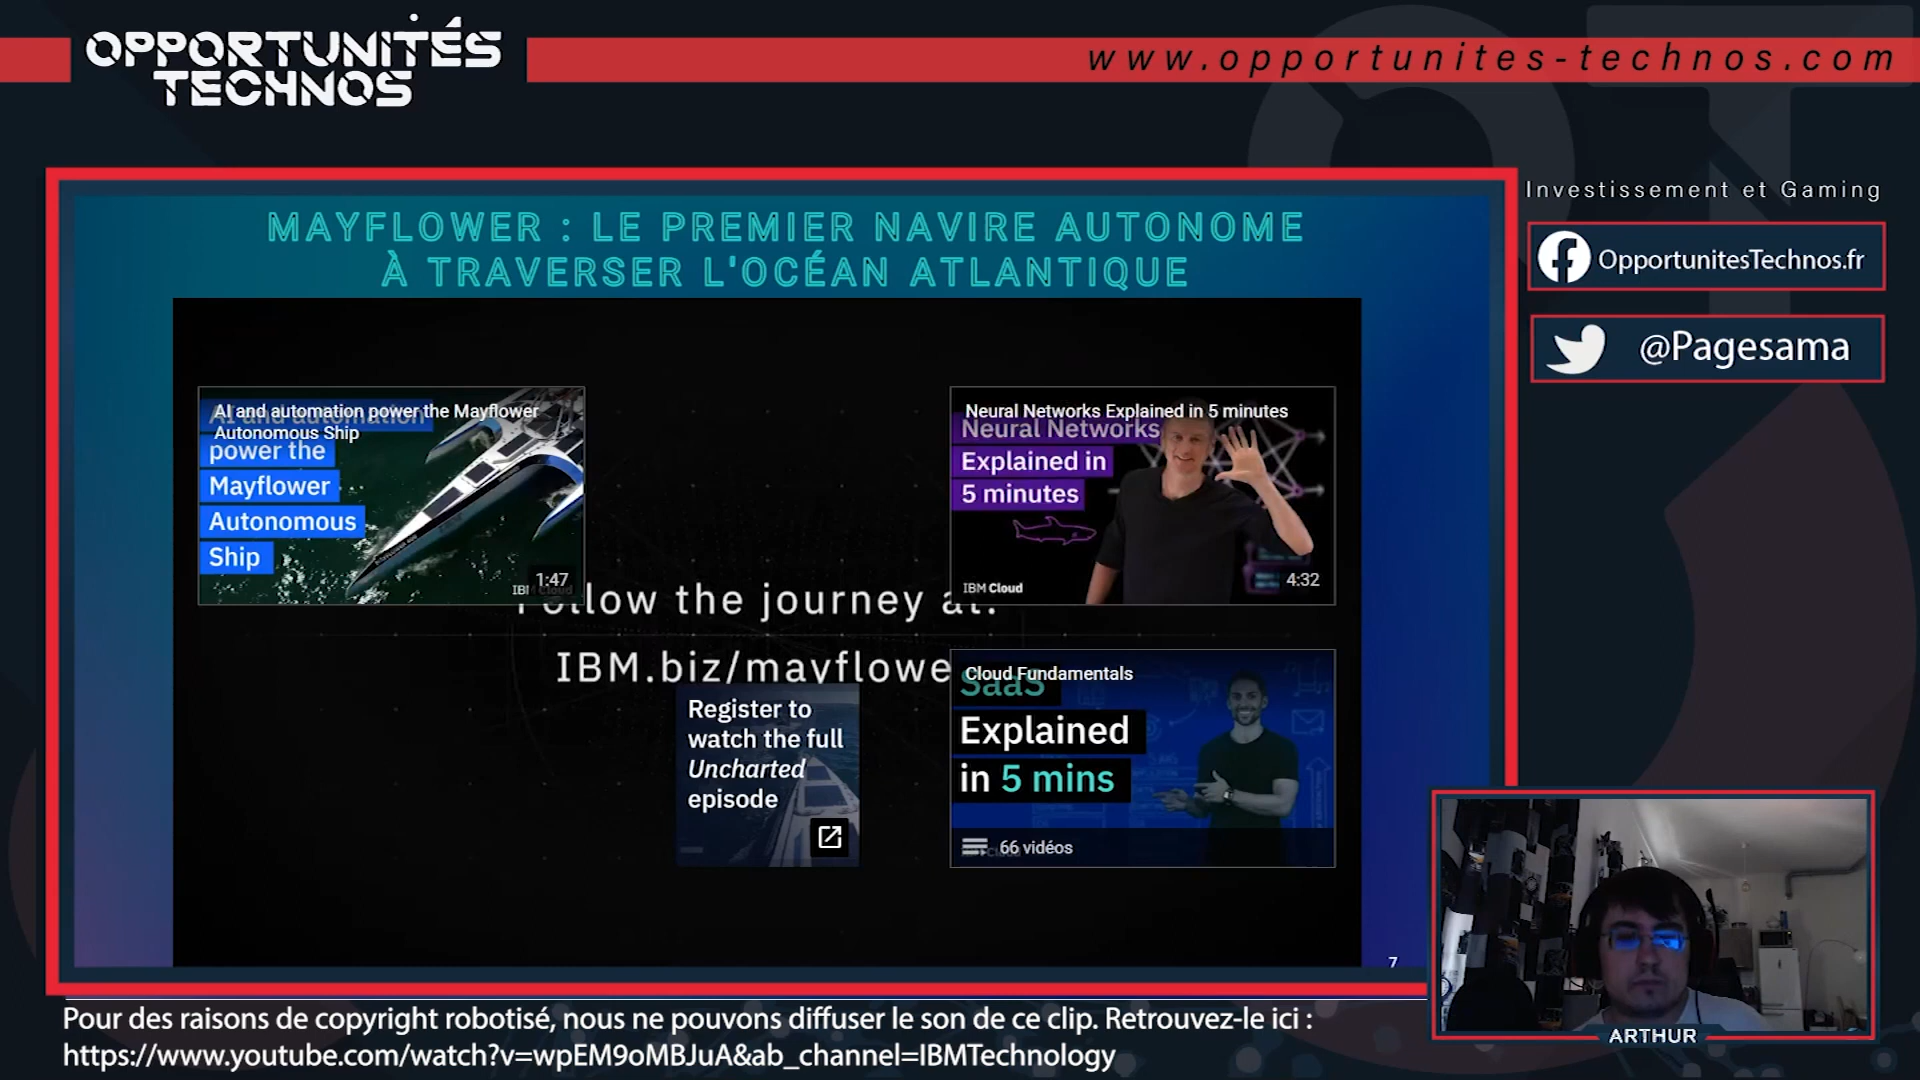 OPPORTUNITÉS
TECHNOS
www.opportunites-technos.com
Investissement et Gaming
OpportunitesTechnos.fr
@Pagesama
MAYFLOWER : LE PREMIER NAVIRE AUTONOME
À TRAVERSER L'OCÉAN ATLANTIQUE
AI and automation power the Mayflower
Autonomous Ship
AI and automation
power the
Mayflower
Autonomous
Ship
1:47
Neural Networks Explained in 5 minutes
Neural Networks
Explained in
5 minutes
IBM Cloud
4:32
Follow the journey at:
IBM.biz/mayflowe
Register to
watch the full
Uncharted
episode
Cloud Fundamentals
SaaS
Explained
in 5 mins
66 vidéos
7
ARTHUR
Pour des raisons de copyright robotisé, nous ne pouvons diffuser le son de ce clip. Retrouvez-le ici :
https://www.youtube.com/watch?v=wpEM9oMBJuA&ab_channel=IBMTechnology